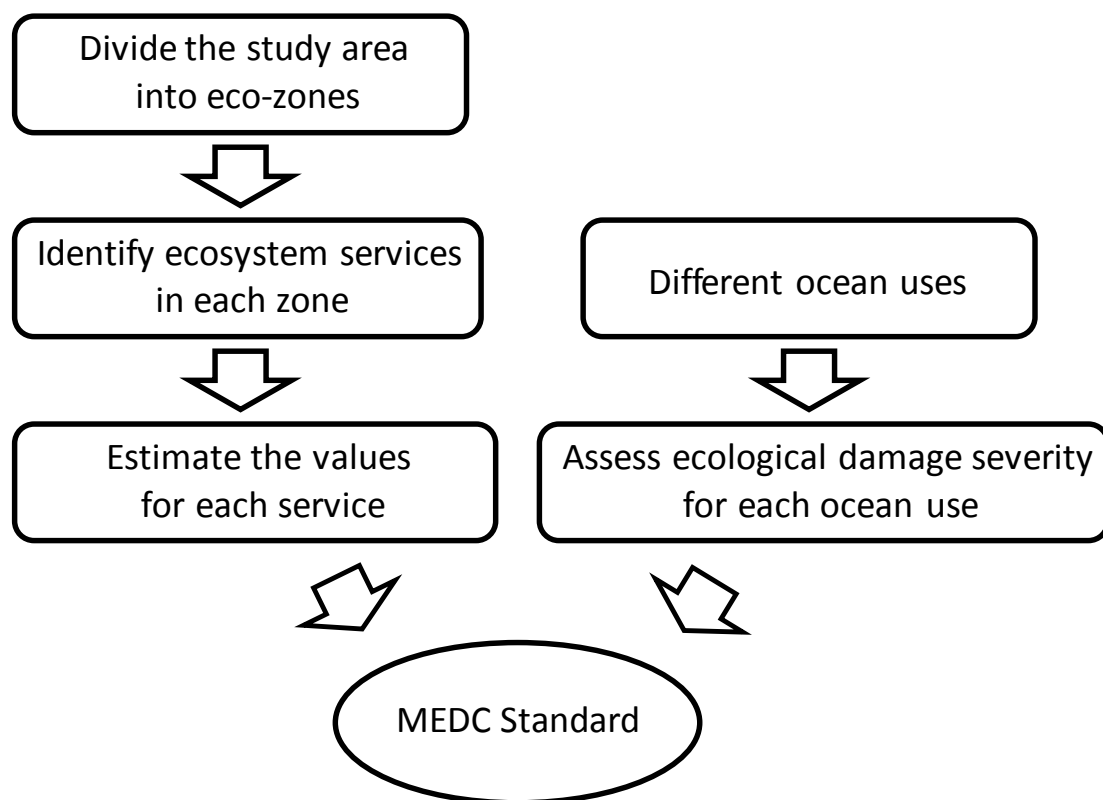 Divide the study area
into eco-zones
Identify ecosystem services
in each zone
Different ocean uses
Estimate the values
for each service
Assess ecological damage severity
for each ocean use
MEDC Standard